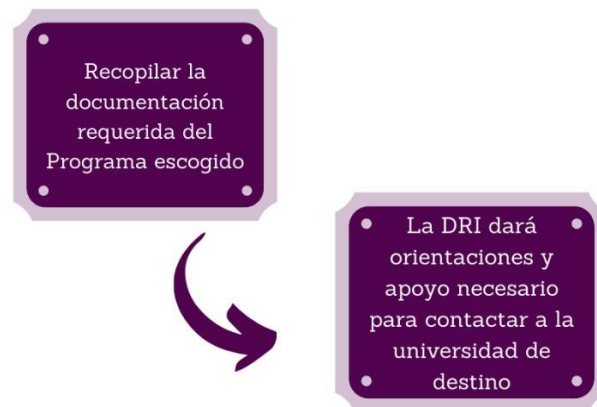 Recopilar la
documentación
requerida del
Programa escogido
La DRI dará
orientaciones y
apoyo necesario
para contactar a la
universidad de
destino